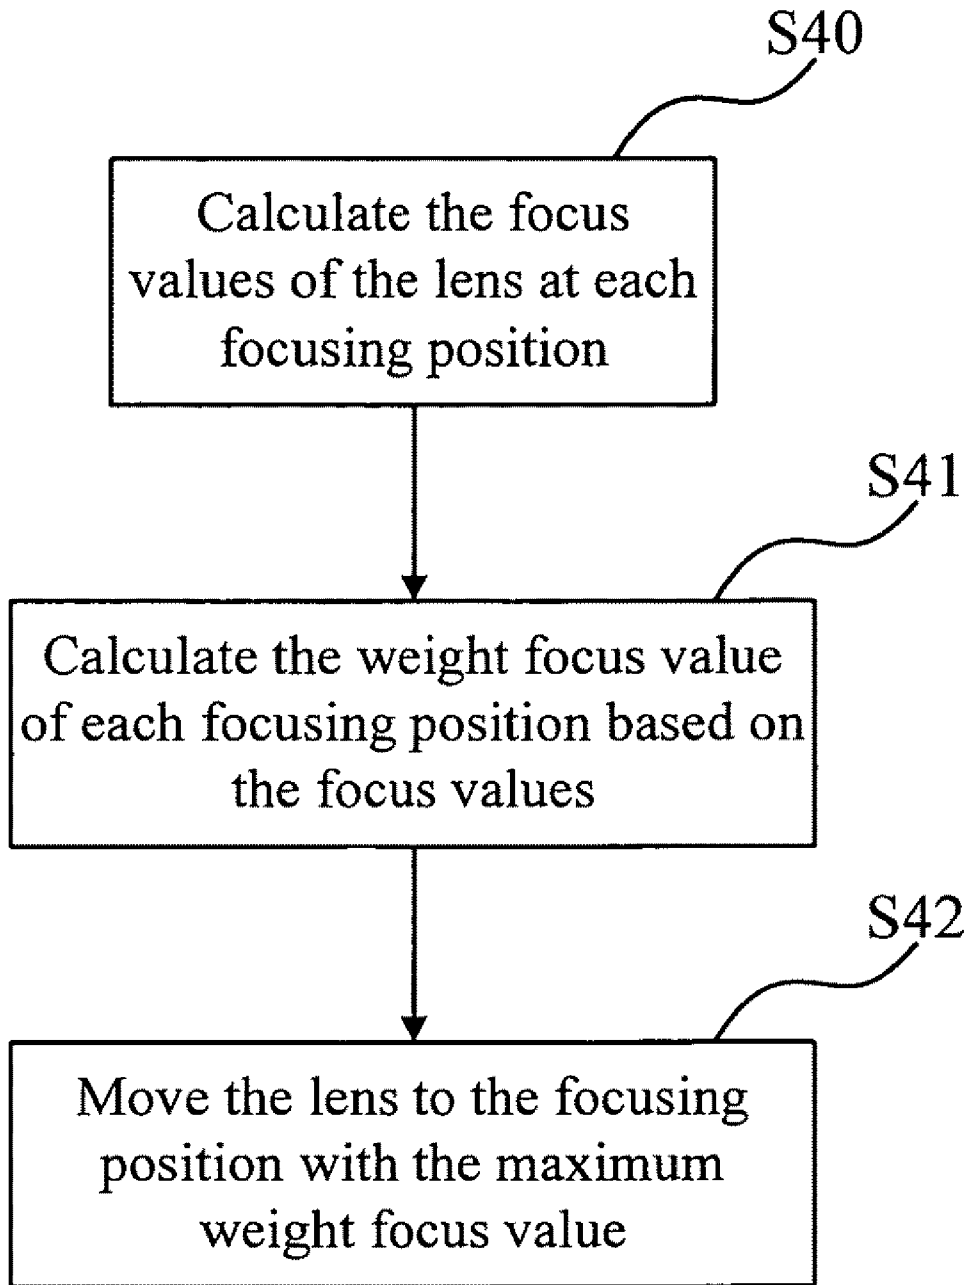 S40
Calculate the focus
values of the lens at each
focusing position
S41
Calculate the weight focus value
of each focusing position based on
the focus values
S42
Move the lens to the focusing
position with the maximum
weight focus value